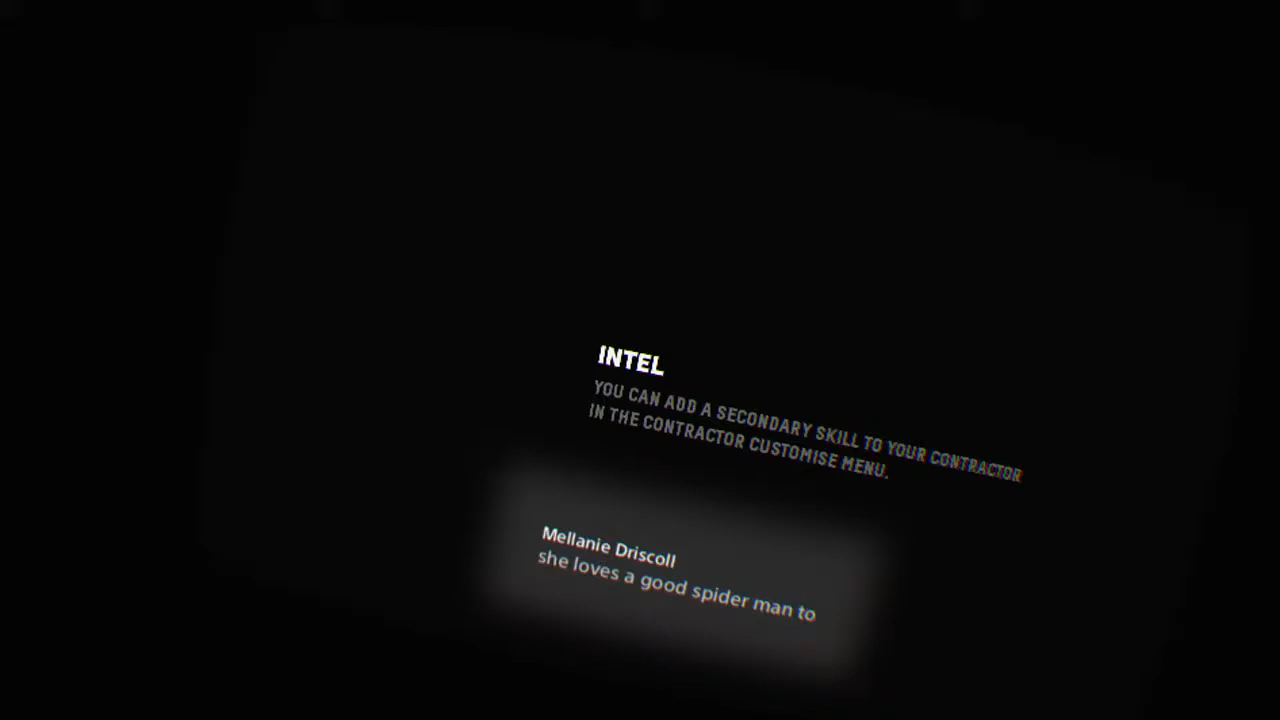 INTEL
YOU CAN ADD A SECONDARY SKILL TO YOUR CONTRACTOR
IN THE CONTRACTOR CUSTOMISE MENU.
Mellanie Driscoll
she loves a good spider man to